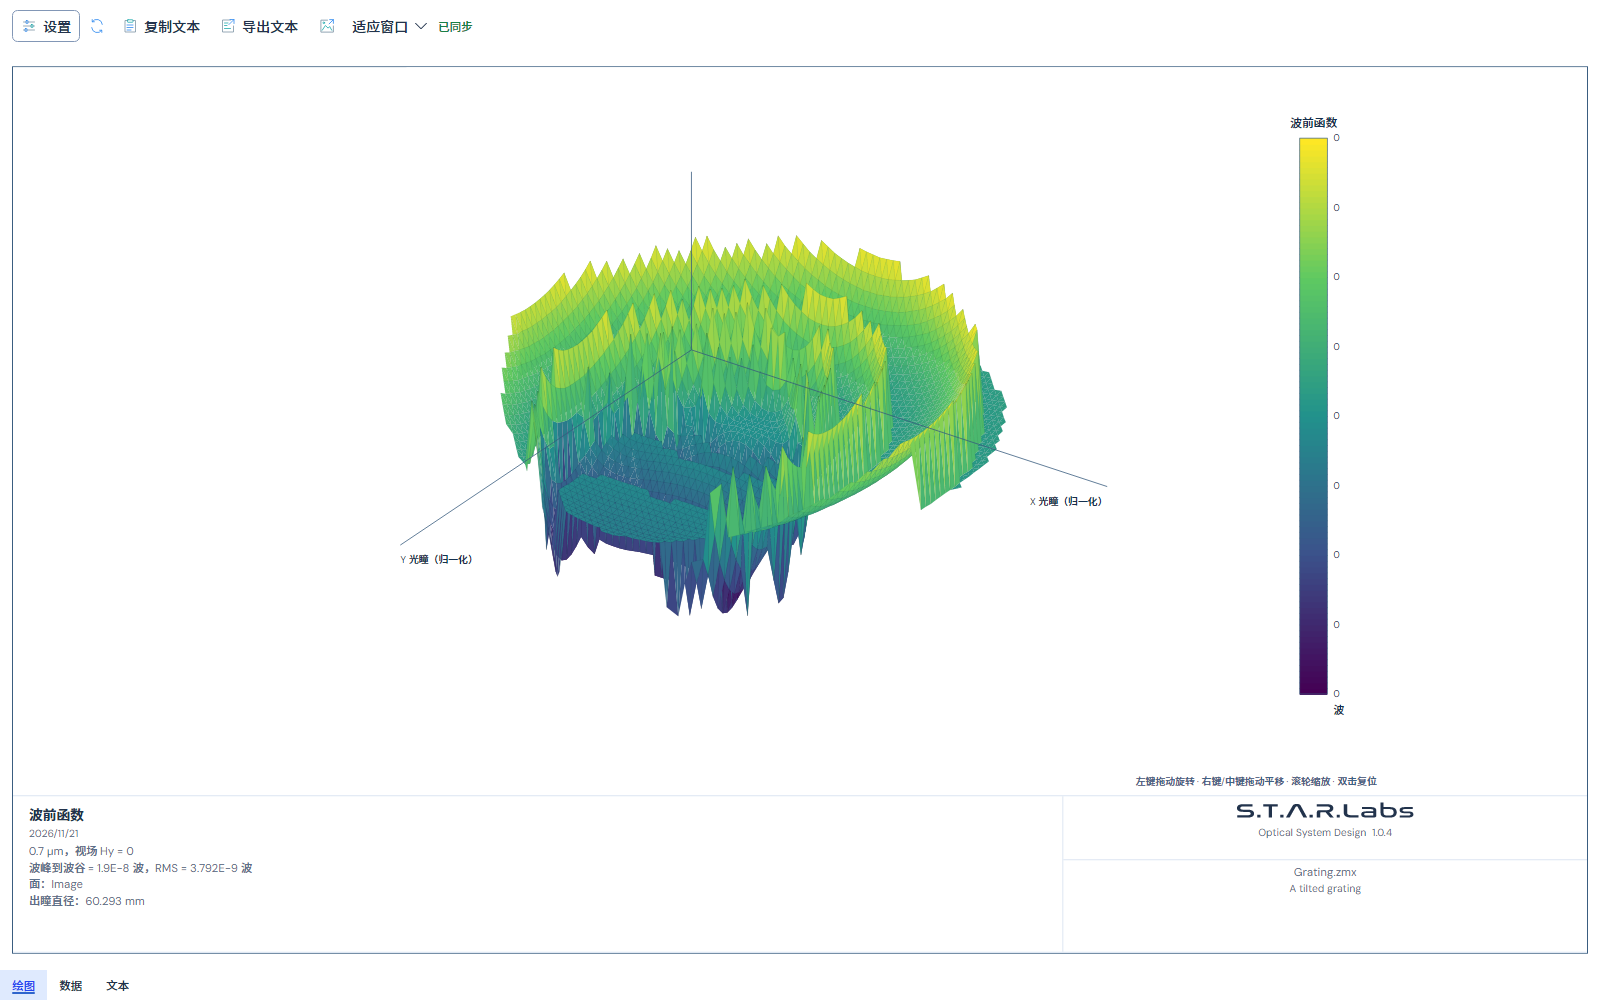 设置
复制文本
导出文本
适应窗口
已同步
波前函数
0
0
0
0
0
0
0
0
0
波
X 光瞳（归一化）
Y 光瞳（归一化）
左键拖动旋转 · 右键/中键拖动平移 · 滚轮缩放 · 双击复位
波前函数
2026/11/21
0.7 μm，视场 Hy = 0
波峰到波谷 = 1.9E-8 波，RMS = 3.792E-9 波
面：Image
出瞳直径：60.293 mm
S.T.A.R.Labs
Optical System Design 1.0.4
Grating.zmx
A tilted grating
绘图
数据
文本